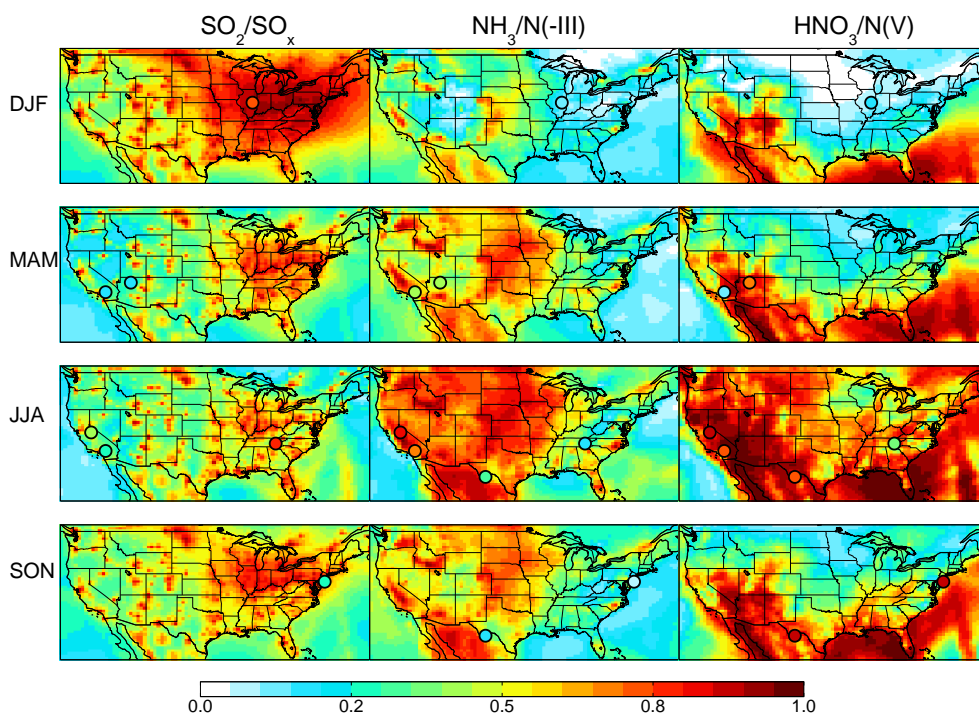 SO₂/SOₓ NH₃/N(-III) HNO₃/N(V)
DJF
MAM
JJA
SON
0.0 0.2 0.5 0.8 1.0